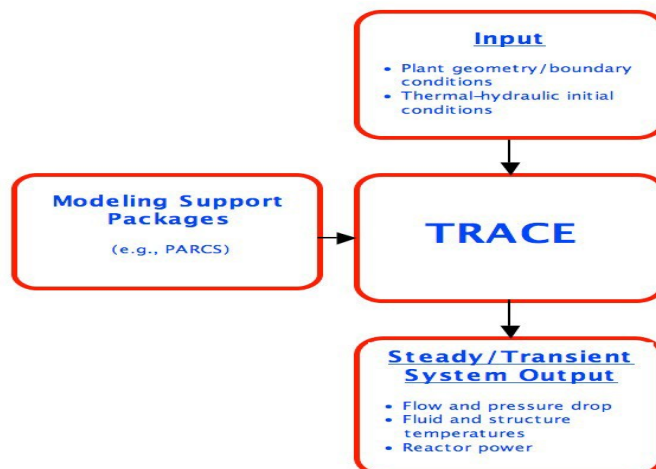 Input
• Plant geometry/boundary
conditions
• Thermal-hydraulic initial
conditions
Modeling Support
Packages
(e.g., PARCS)
TRACE
Steady/Transient
System Output
• Flow and pressure drop
• Fluid and structure
temperatures
• Reactor power